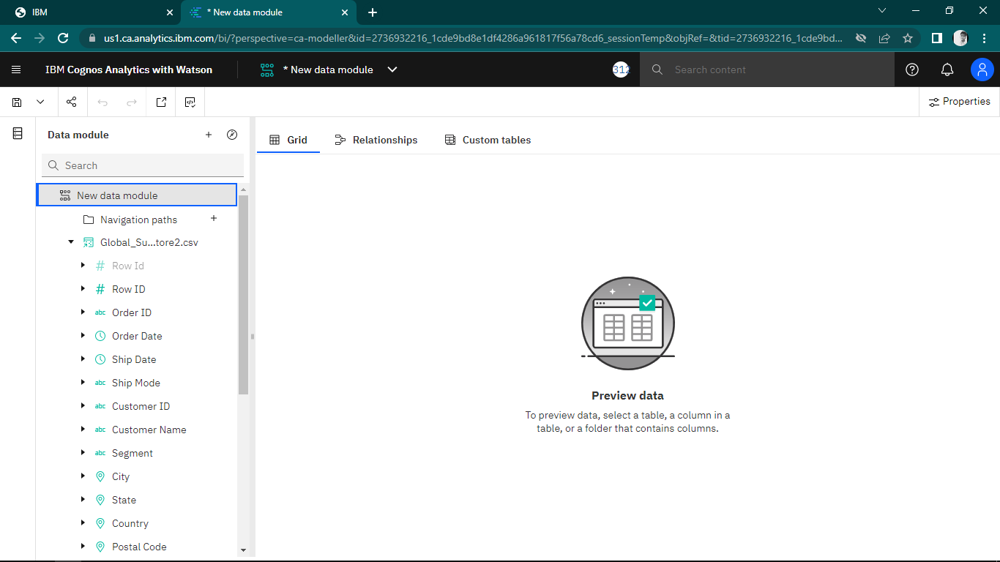 IBM
* New data module
us1.ca.analytics.ibm.com/bi/?perspective=ca-modeller&id=2736932216_1cde9bd8e1df4286a961817f56a78cd6_sessionTemp&objRef=&tid=2736932216_1cde9bd...
IBM Cognos Analytics with Watson
* New data module
312
Search content
Properties
Data module
Search
New data module
Navigation paths
Global_Su...tore2.csv
Row Id
Row ID
abc Order ID
Order Date
Ship Date
abc Ship Mode
abc Customer ID
abc Customer Name
abc Segment
City
State
Country
Postal Code
Grid
Relationships
Custom tables
Preview data
To preview data, select a table, a column in a
table, or a folder that contains columns.